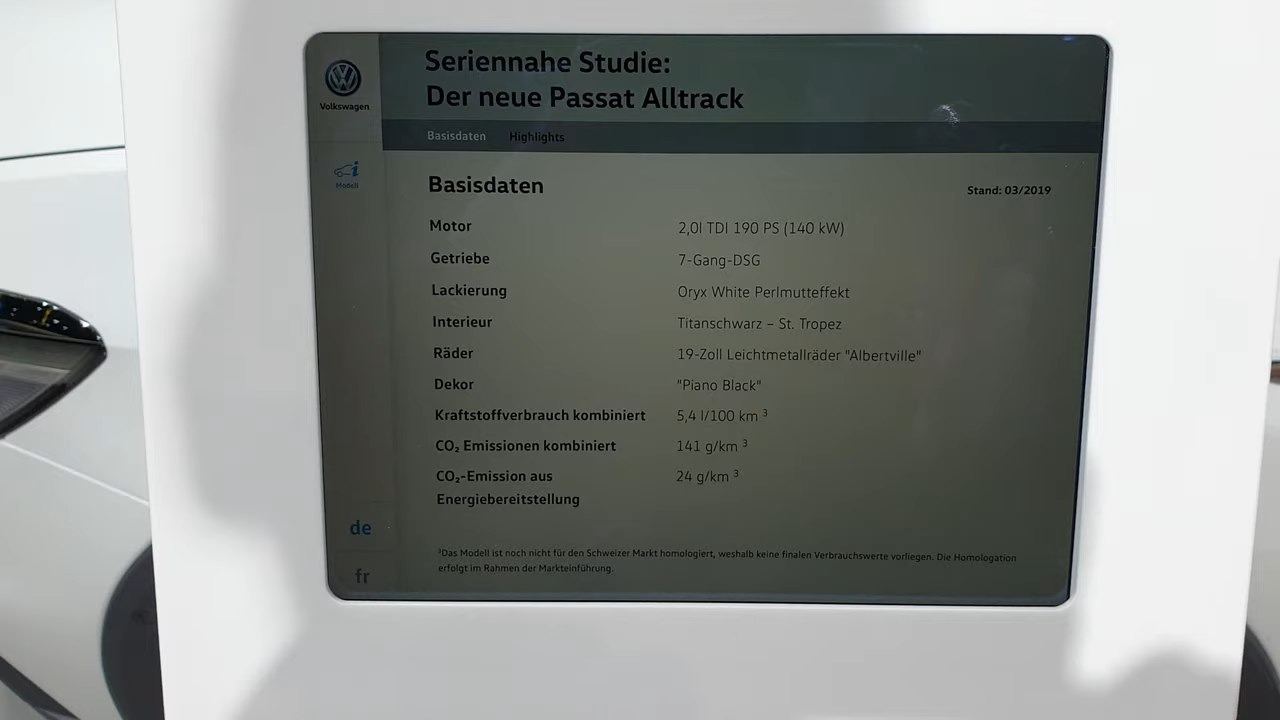 Seriennahe Studie:
Der neue Passat Alltrack
Volkswagen
Basisdaten Highlights
Modell
Basisdaten
Stand: 03/2019
Motor 2,0l TDI 190 PS (140 kW)
Getriebe 7-Gang-DSG
Lackierung Oryx White Perlmutteffekt
Interieur Titanschwarz – St. Tropez
Räder 19-Zoll Leichtmetallräder "Albertville"
Dekor "Piano Black"
Kraftstoffverbrauch kombiniert 5,4 l/100 km ³
CO₂ Emissionen kombiniert 141 g/km ³
CO₂-Emission aus 24 g/km ³
Energiebereitstellung
de
³Das Modell ist noch nicht für den Schweizer Markt homologiert, weshalb keine finalen Verbrauchswerte vorliegen. Die Homologation
erfolgt im Rahmen der Markteinführung.
fr